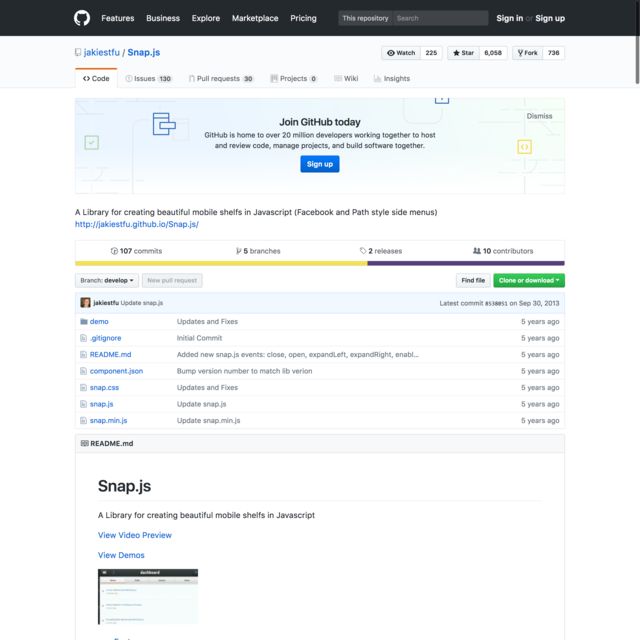 Features Business Explore Marketplace Pricing This repository Search Sign in or Sign up
jakiestfu / Snap.js Watch 225 Star 6,058 Fork 736
Code Issues 130 Pull requests 30 Projects 0 Wiki Insights
Join GitHub today
Dismiss
GitHub is home to over 20 million developers working together to host
and review code, manage projects, and build software together.
Sign up
A Library for creating beautiful mobile shelfs in Javascript (Facebook and Path style side menus)
http://jakiestfu.github.io/Snap.js/
107 commits 5 branches 2 releases 10 contributors
Branch: develop New pull request Find file Clone or download
jakiestfu Update snap.js Latest commit 8538051 on Sep 30, 2013
demo Updates and Fixes 5 years ago
.gitignore Initial Commit 5 years ago
README.md Added new snap.js events: close, open, expandLeft, expandRight, enabl... 5 years ago
component.json Bump version number to match lib verion 5 years ago
snap.css Updates and Fixes 5 years ago
snap.js Update snap.js 5 years ago
snap.min.js Update snap.min.js 5 years ago
README.md
Snap.js
A Library for creating beautiful mobile shelfs in Javascript
View Video Preview
View Demos
dashboard